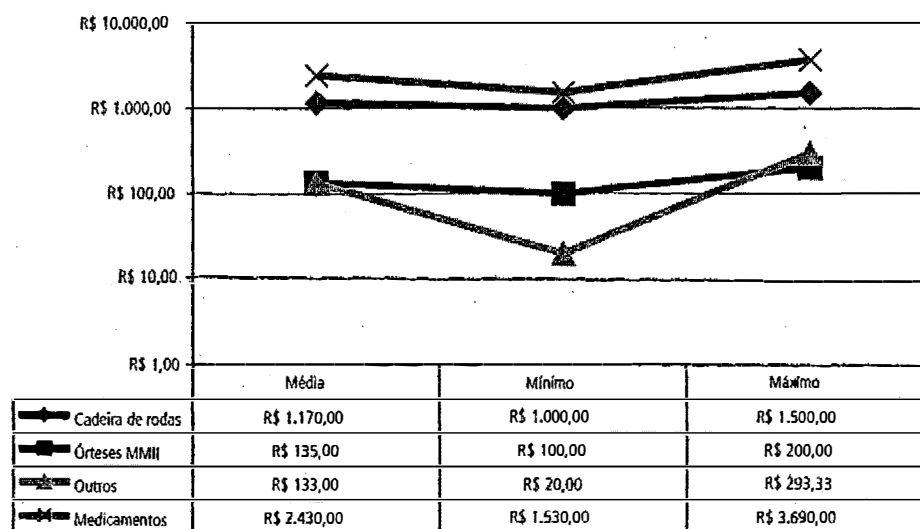 R$ 10.000,00
R$ 1.000,00
R$ 100,00
R$ 10,00
R$ 1,00
Média Mínimo Máximo
Cadeira de rodas R$ 1.170,00 R$ 1.000,00 R$ 1.500,00
Órteses MMII R$ 135,00 R$ 100,00 R$ 200,00
Outros R$ 133,00 R$ 20,00 R$ 293,33
Medicamentos R$ 2.430,00 R$ 1.530,00 R$ 3.690,00